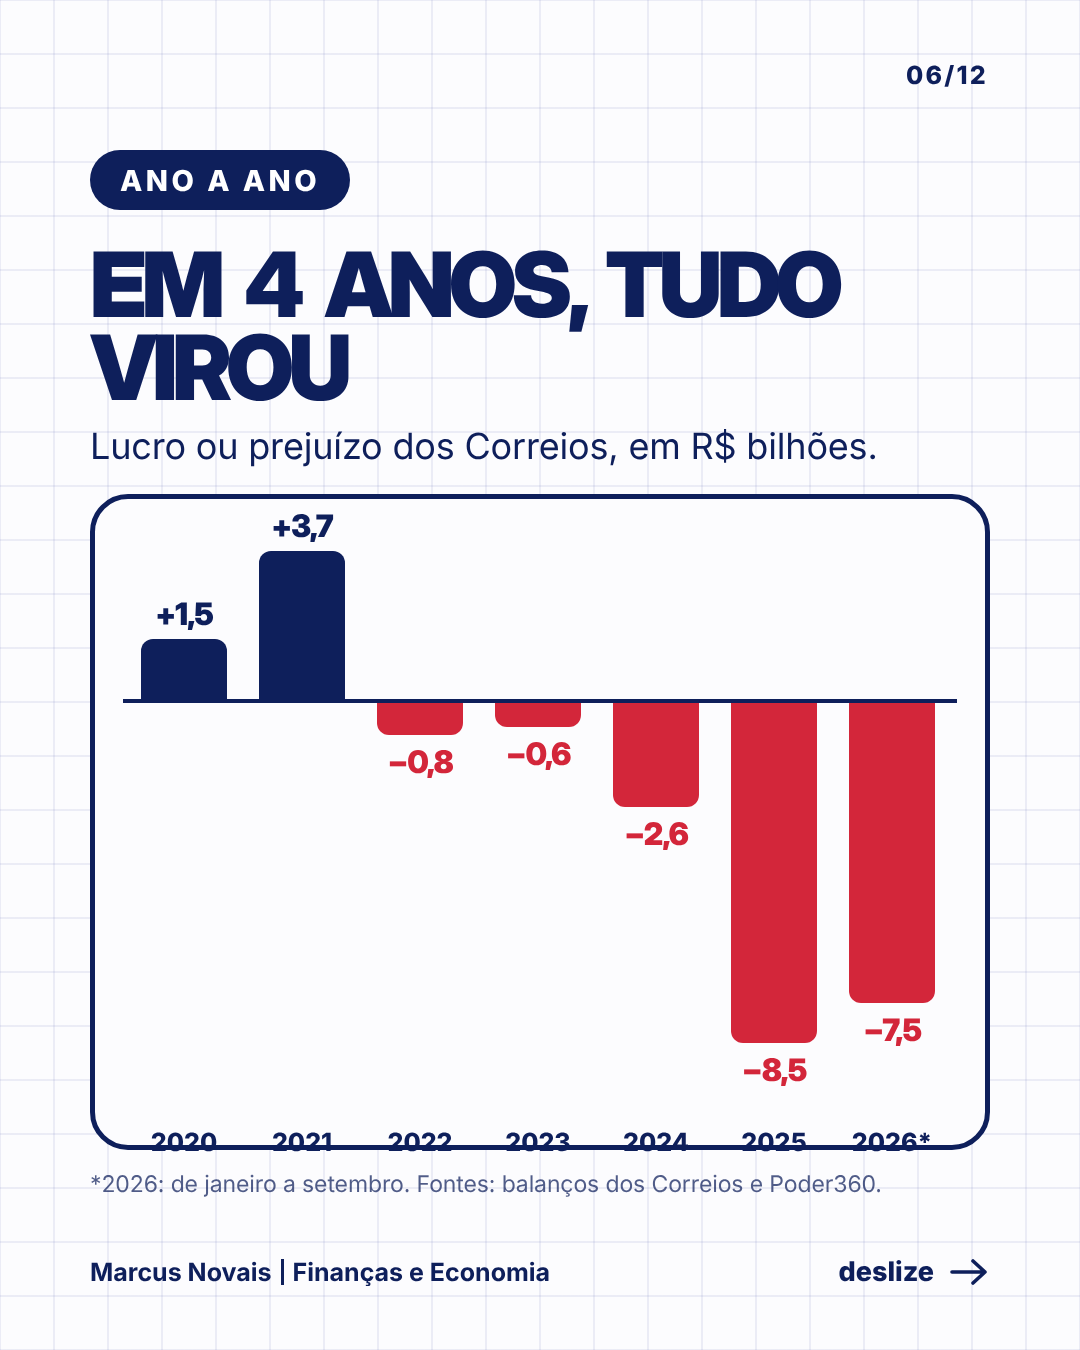 06/12
ANO A ANO
EM 4 ANOS, TUDO
VIROU
Lucro ou prejuízo dos Correios, em R$ bilhões.
+3,7
+1,5
−0,8
−0,6
−2,6
−7,5
−8,5
2020 2021 2022 2023 2024 2025 2026*
*2026: de janeiro a setembro. Fontes: balanços dos Correios e Poder360.
Marcus Novais | Finanças e Economia
deslize →